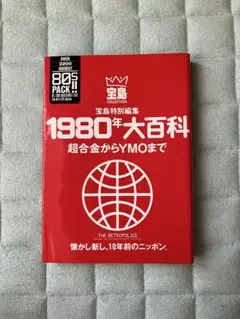 80'S
PACK!!
宝島
COLLECTION
宝島特別編集
1980年大百科
超合金からYMOまで
THE METROPOLICE
懐かし新し、10年前のニッポン。